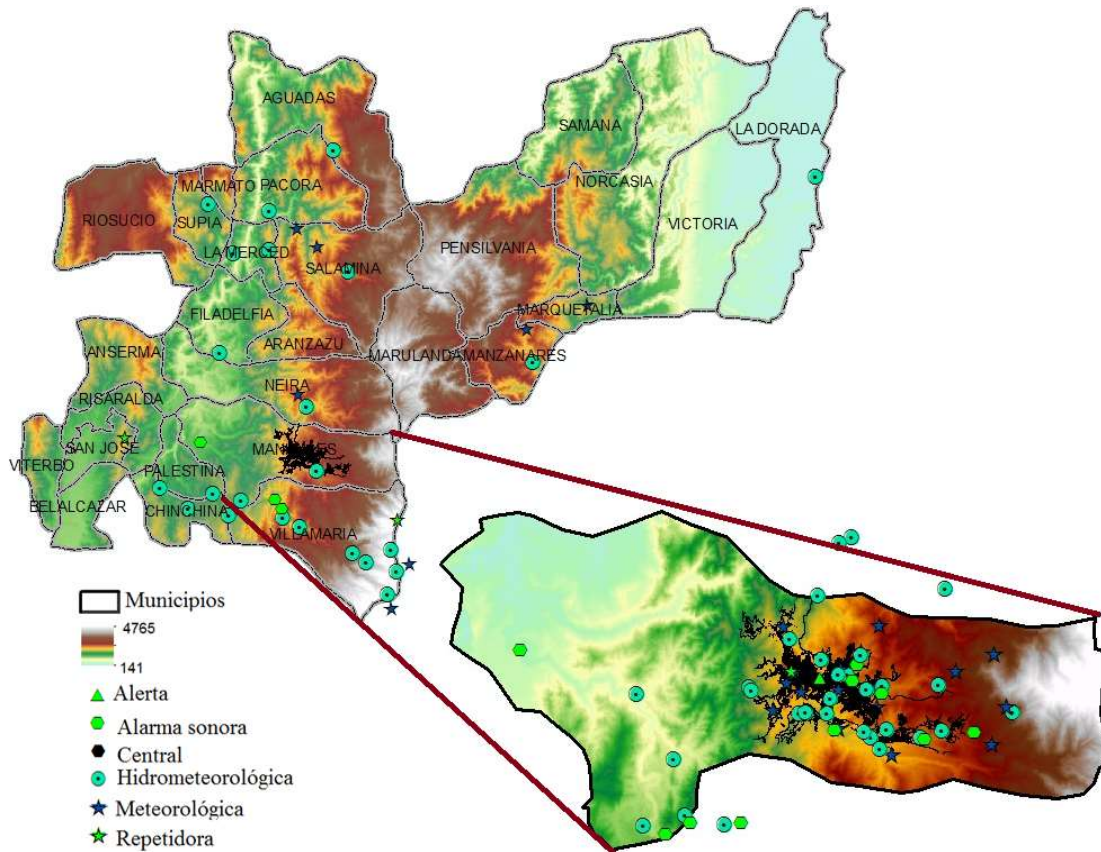 AGUADAS
SAMANA
LA DORADA
MARMATO
PACORA
NORCASIA
RIOSUCIO
SUPIA
VICTORIA
LA MERCED
PENSILVANIA
SALAMINA
FILADELFIA
MARQUETALIA
ANSERMA
ARANZAZU
MARULANDA
MANZANARES
NEIRA
RISARALDA
SAN JOSE
VITERBO
PALESTINA
BELALCAZAR
CHINCHINA
VILLAMARIA
Municipios
4765
141
Alerta
Alarma sonora
Central
Hidrometeorológica
Meteorológica
Repetidora